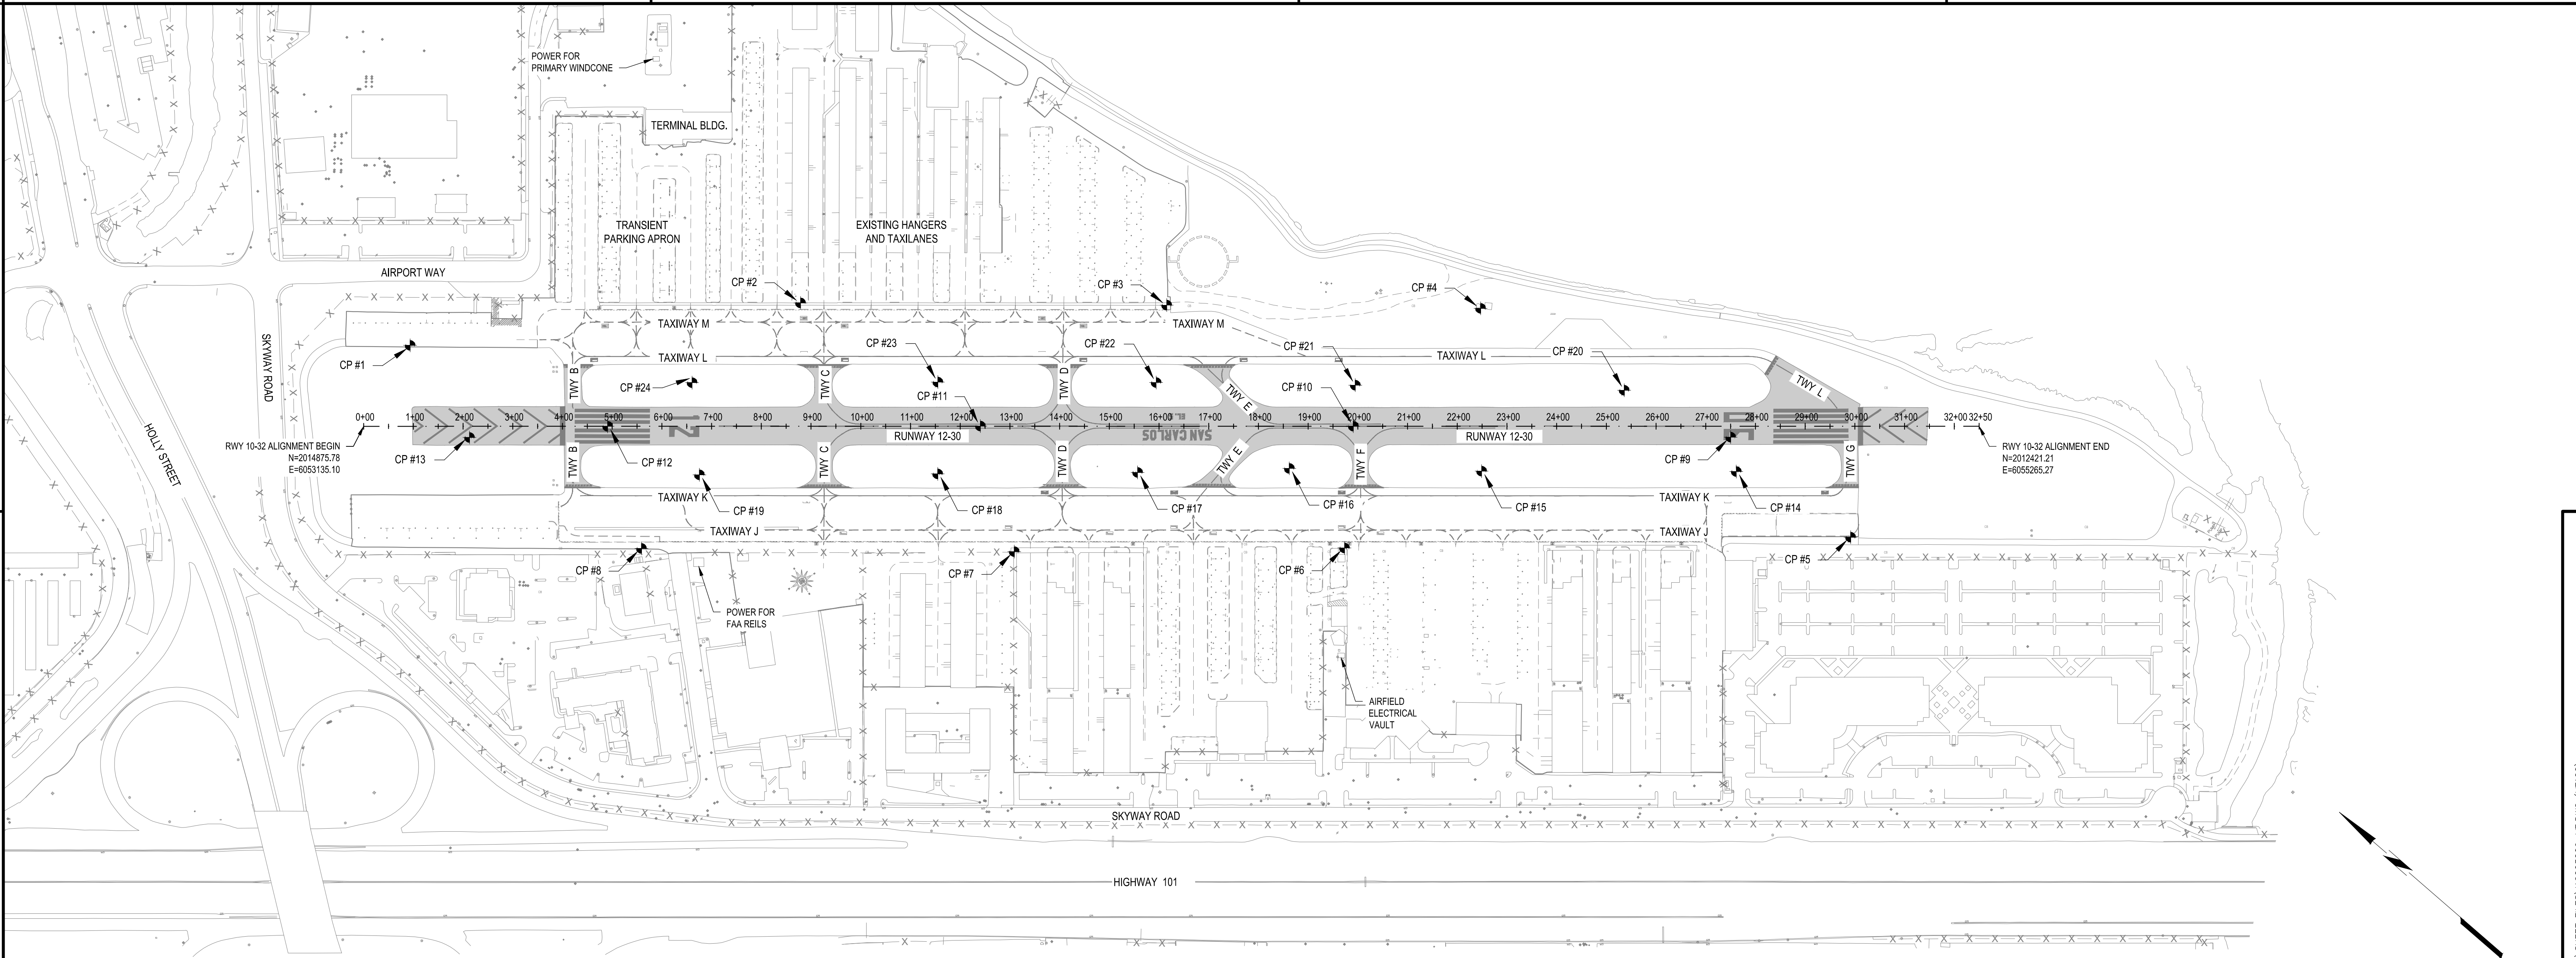 POWER FOR
PRIMARY WINDCONE
TERMINAL BLDG.
TRANSIENT
PARKING APRON
EXISTING HANGERS
AND TAXILANES
AIRPORT WAY
CP #2
CP #3
CP #4
SKYWAY ROAD
HOLLY STREET
CP #1
TAXIWAY M
TAXIWAY M
CP #23
CP #22
CP #21
CP #20
TAXIWAY L
TAXIWAY L
TWY B
TWY C
TWY D
TWY E
TWY L
CP #24
CP #10
CP #11
0+00
1+00
2+00
3+00
4+00
5+00
6+00
7+00
8+00
9+00
10+00
11+00
12+00
13+00
14+00
15+00
16+00
17+00
18+00
19+00
20+00
21+00
22+00
23+00
24+00
25+00
26+00
27+00
28+00
29+00
30+00
31+00
32+00
32+50
12
SAN CARLOS
RUNWAY 12-30
RUNWAY 12-30
RWY 10-32 ALIGNMENT BEGIN
N=2014875.78
E=6053135.10
RWY 10-32 ALIGNMENT END
N=2012421.21
E=6055265.27
CP #13
CP #12
CP #9
TWY B
TWY C
TWY D
TWY E
TWY F
TWY G
CP #19
CP #18
CP #17
CP #16
CP #15
CP #14
TAXIWAY K
TAXIWAY K
TAXIWAY J
TAXIWAY J
CP #8
CP #7
CP #6
CP #5
POWER FOR
FAA REILS
AIRFIELD
ELECTRICAL
VAULT
SKYWAY ROAD
HIGHWAY 101